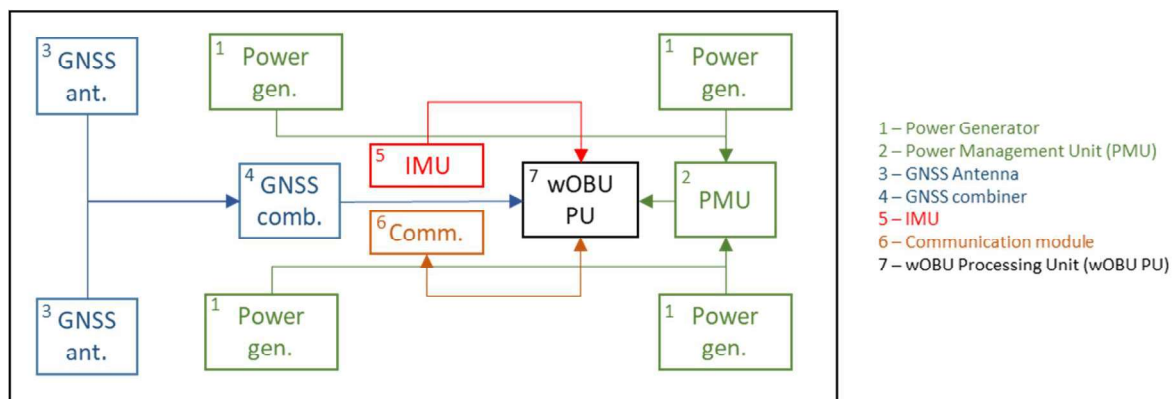 3 GNSS
ant.
1 Power
gen.
1 Power
gen.
5 IMU
4 GNSS
comb.
7 wOBU
PU
2 PMU
6 Comm.
3 GNSS
ant.
1 Power
gen.
1 Power
gen.
1 – Power Generator
2 – Power Management Unit (PMU)
3 – GNSS Antenna
4 – GNSS combiner
5 – IMU
6 – Communication module
7 – wOBU Processing Unit (wOBU PU)